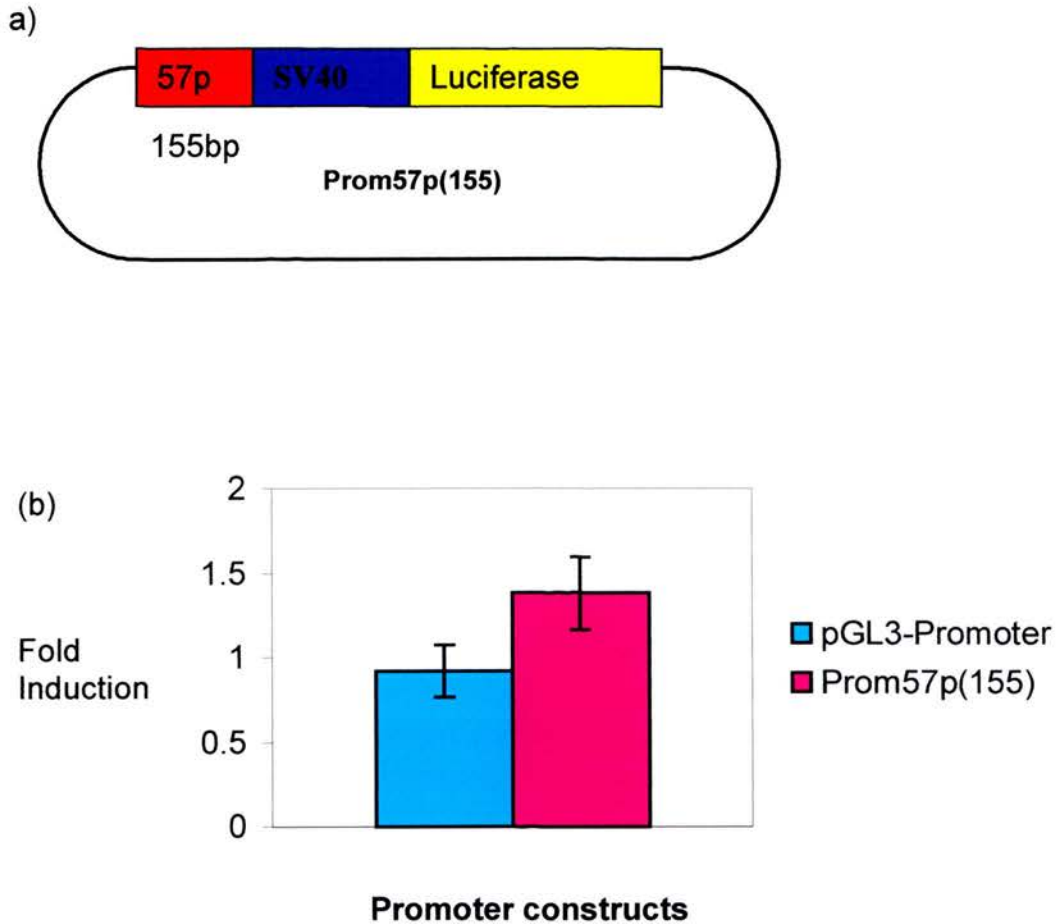 a)
57p SV40 Luciferase
155bp
Prom57p(155)
(b)
2
1.5
1
0.5
0
Fold
Induction
pGL3-Promoter
Prom57p(155)
Promoter constructs